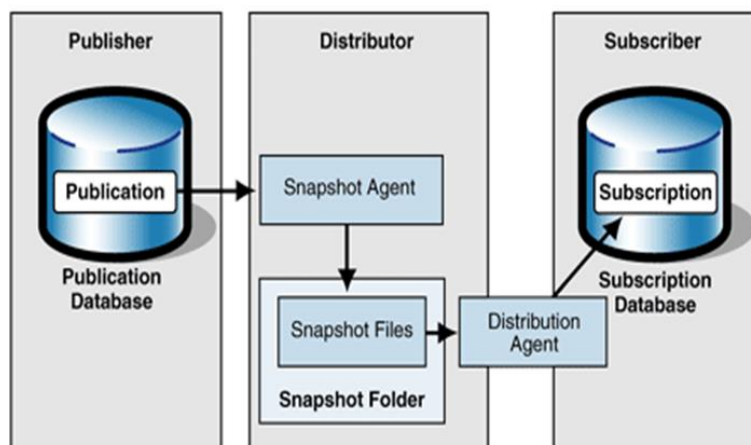 Publisher
Distributor
Subscriber
Publication
Snapshot Agent
Subscription
Publication
Database
Subscription
Database
Snapshot Files
Distribution
Agent
Snapshot Folder